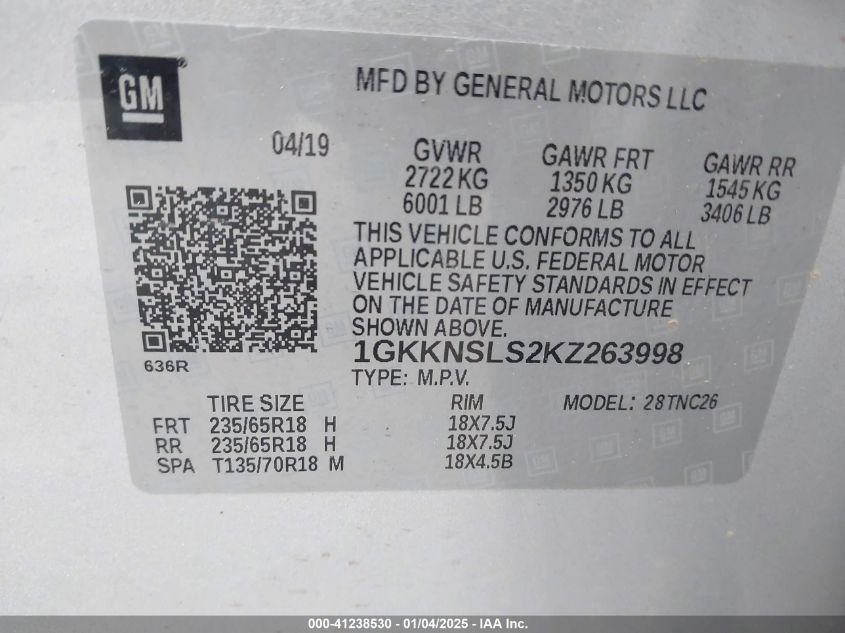 GM®
MFD BY GENERAL MOTORS LLC
04/19
GVWR GAWR FRT GAWR RR
2722 KG 1350 KG 1545 KG
6001 LB 2976 LB 3406 LB
THIS VEHICLE CONFORMS TO ALL
APPLICABLE U.S. FEDERAL MOTOR
VEHICLE SAFETY STANDARDS IN EFFECT
ON THE DATE OF MANUFACTURE
SHOWN ABOVE.
1GKKNSLS2KZ263998
636R
TYPE: M.P.V.
TIRE SIZE RIM MODEL: 28TNC26
FRT 235/65R18 H 18X7.5J
RR 235/65R18 H 18X7.5J
SPA T135/70R18 M 18X4.5B
000-41238530 - 01/04/2025 - IAA Inc.